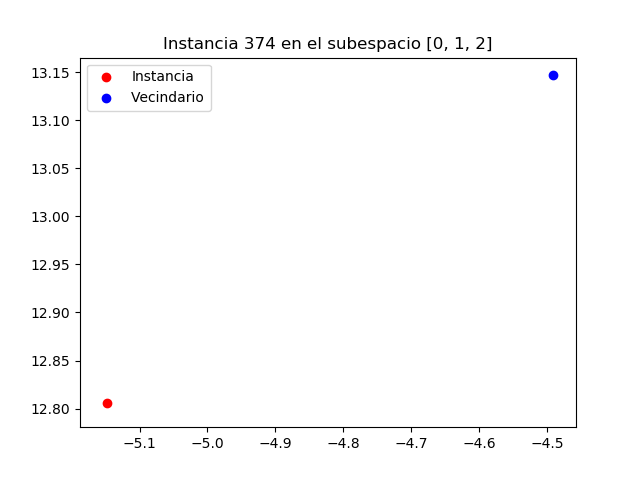 Instancia 374 en el subespacio [0, 1, 2]
Instancia
Vecindario
13.15
13.10
13.05
13.00
12.95
12.90
12.85
12.80
−5.1 −5.0 −4.9 −4.8 −4.7 −4.6 −4.5